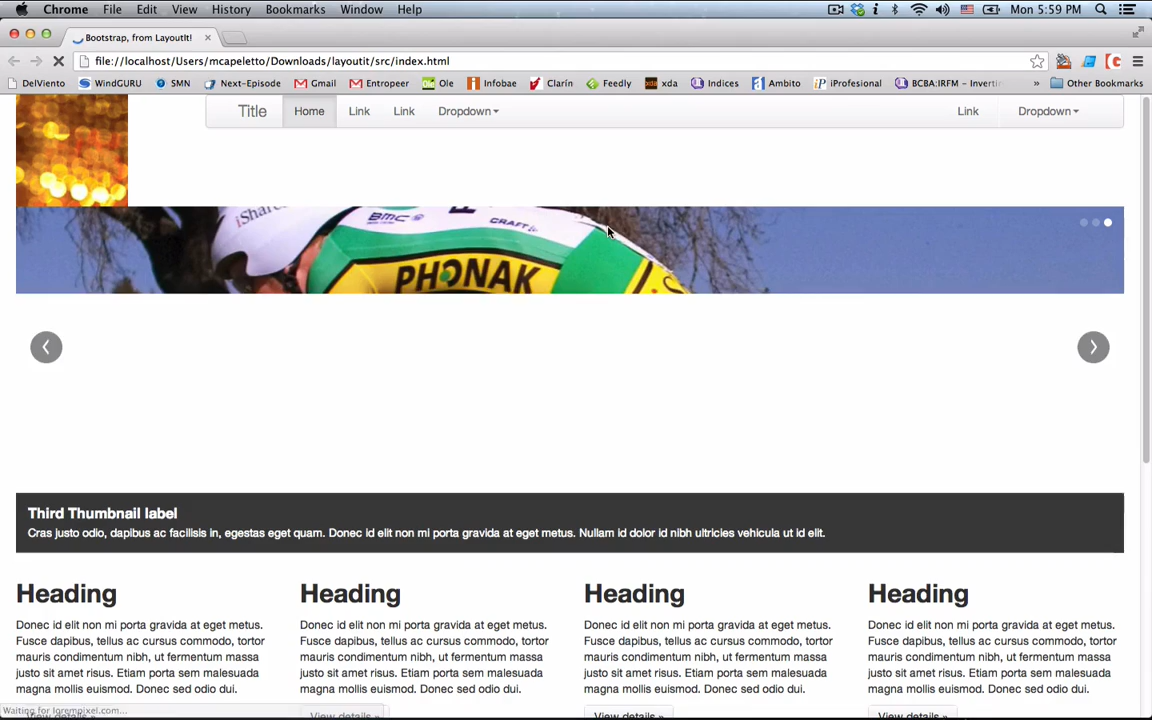 Chrome File Edit View History Bookmarks Window Help Mon 5:59 PM
Bootstrap, from LayoutIt!
file://localhost/Users/mcapeletto/Downloads/layoutit/src/index.html
DelViento WindGURU SMN Next-Episode Gmail Entropeer Ole Infobae Clarín Feedly xda Indices Ambito iProfesional BCBA:IRFM – Inverti Other Bookmarks
Title Home Link Link Dropdown Link Dropdown
iShar
BMC
CRAFT
PHONAK
Third Thumbnail label
Cras justo odio, dapibus ac facilisis in, egestas eget quam. Donec id elit non mi porta gravida at eget metus. Nullam id dolor id nibh ultricies vehicula ut id elit.
Heading
Donec id elit non mi porta gravida at eget metus.
Fusce dapibus, tellus ac cursus commodo, tortor
mauris condimentum nibh, ut fermentum massa
justo sit amet risus. Etiam porta sem malesuada
magna mollis euismod. Donec sed odio dui.
View details »
Heading
Donec id elit non mi porta gravida at eget metus.
Fusce dapibus, tellus ac cursus commodo, tortor
mauris condimentum nibh, ut fermentum massa
justo sit amet risus. Etiam porta sem malesuada
magna mollis euismod. Donec sed odio dui.
View details »
Heading
Donec id elit non mi porta gravida at eget metus.
Fusce dapibus, tellus ac cursus commodo, tortor
mauris condimentum nibh, ut fermentum massa
justo sit amet risus. Etiam porta sem malesuada
magna mollis euismod. Donec sed odio dui.
View details »
Heading
Donec id elit non mi porta gravida at eget metus.
Fusce dapibus, tellus ac cursus commodo, tortor
mauris condimentum nibh, ut fermentum massa
justo sit amet risus. Etiam porta sem malesuada
magna mollis euismod. Donec sed odio dui.
View details »
Waiting for lorempixel.com...